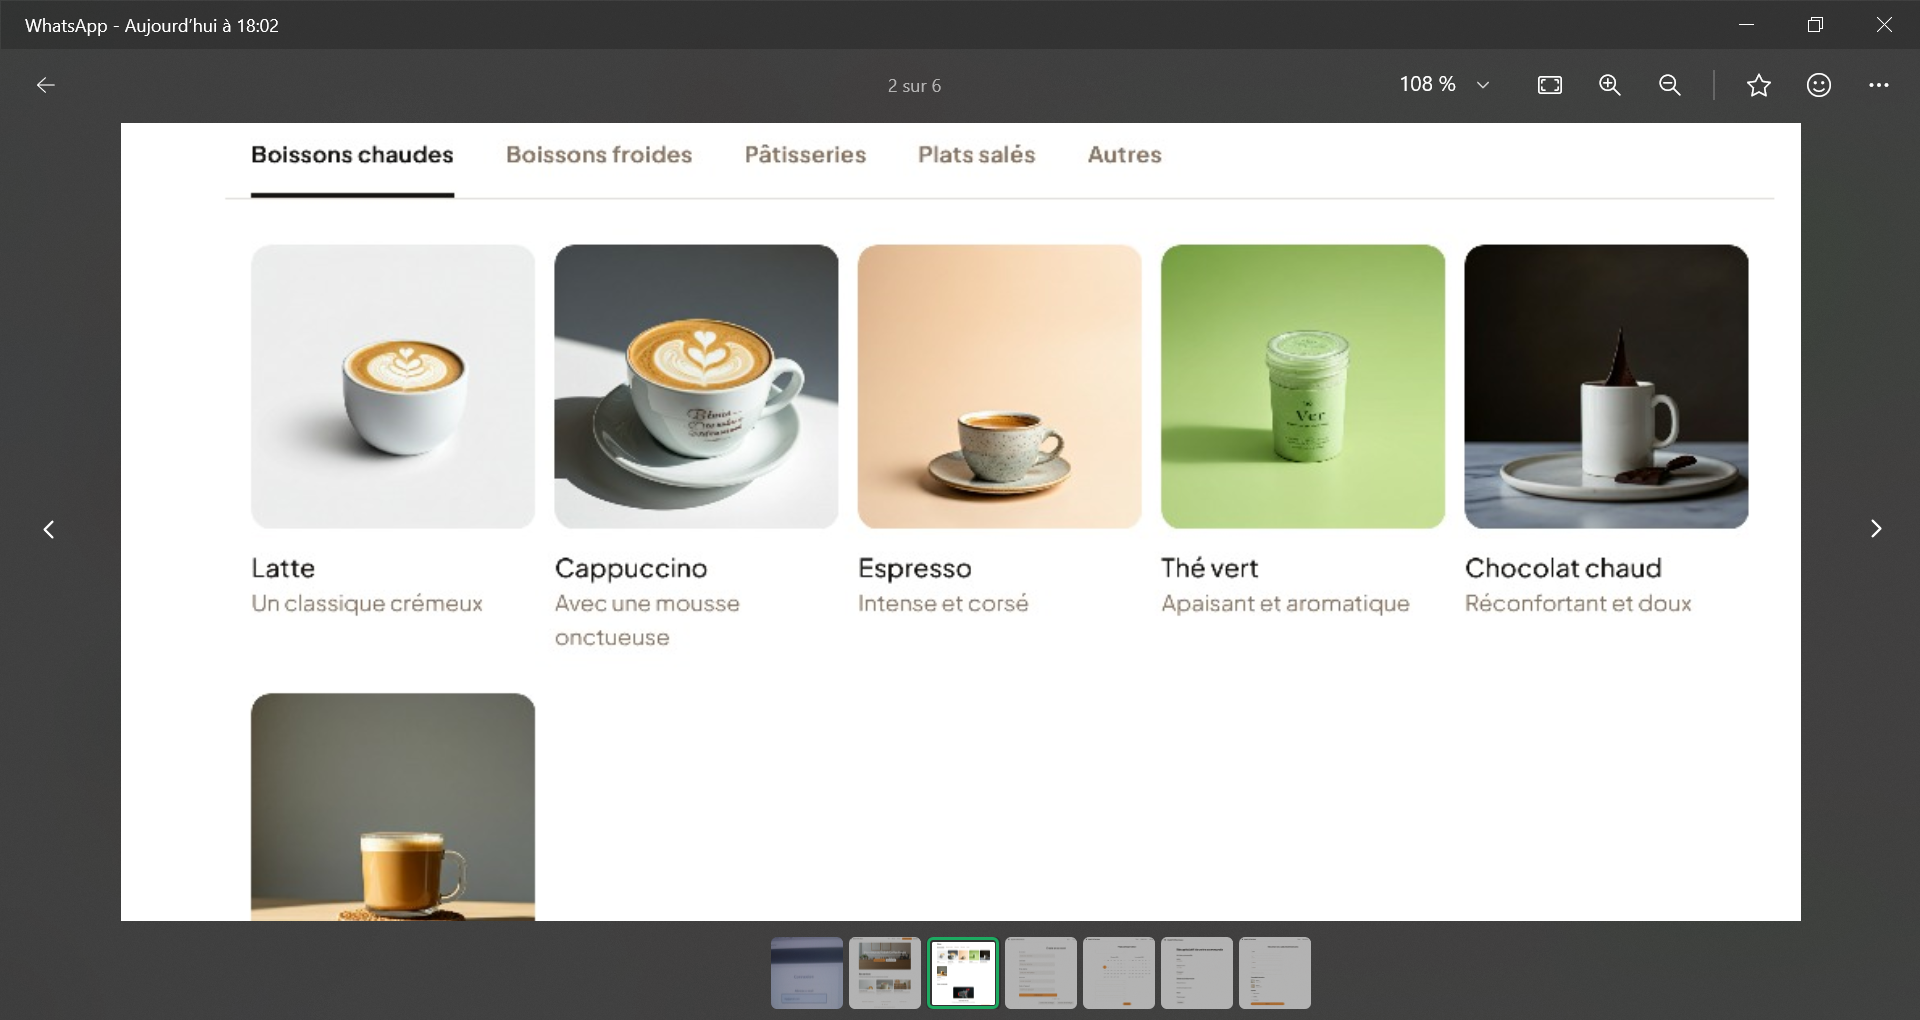 WhatsApp - Aujourd'hui à 18:02
2 sur 6
108 %
Boissons chaudes Boissons froides Pâtisseries Plats salés Autres
Ver
Latte
Un classique crémeux
Cappuccino
Avec une mousse
onctueuse
Espresso
Intense et corsé
Thé vert
Apaisant et aromatique
Chocolat chaud
Réconfortant et doux